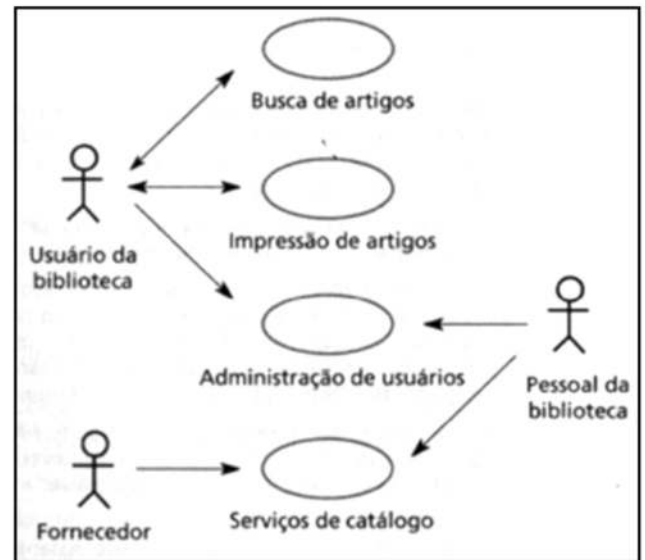 Busca de artigos
Usuário da
biblioteca
Impressão de artigos
Administração de usuários
Pessoal da
biblioteca
Fornecedor
Serviços de catálogo